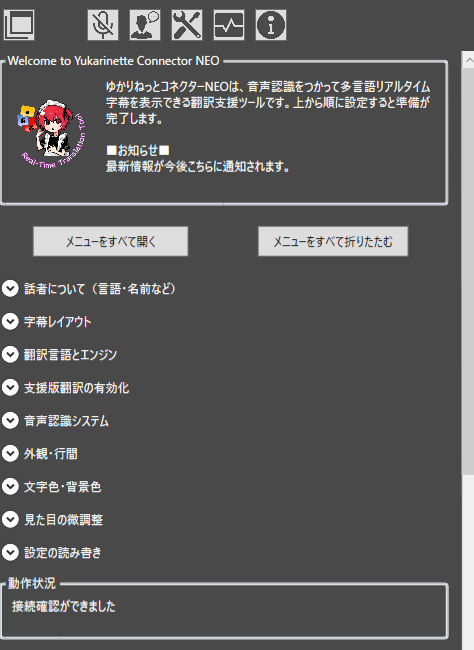 Welcome to Yukarinette Connector NEO
ゆかりねっとコネクターNEOは、音声認識をつかって多言語リアルタイム
字幕を表示できる翻訳支援ツールです。上から順に設定すると準備が
完了します。
■お知らせ■
最新情報が今後こちらに通知されます。
Real-Time Translation Tool
メニューをすべて開く
メニューをすべて折りたたむ
話者について（言語・名前など）
字幕レイアウト
翻訳言語とエンジン
支援版翻訳の有効化
音声認識システム
外観・行間
文字色・背景色
見た目の微調整
設定の読み書き
動作状況
接続確認ができました